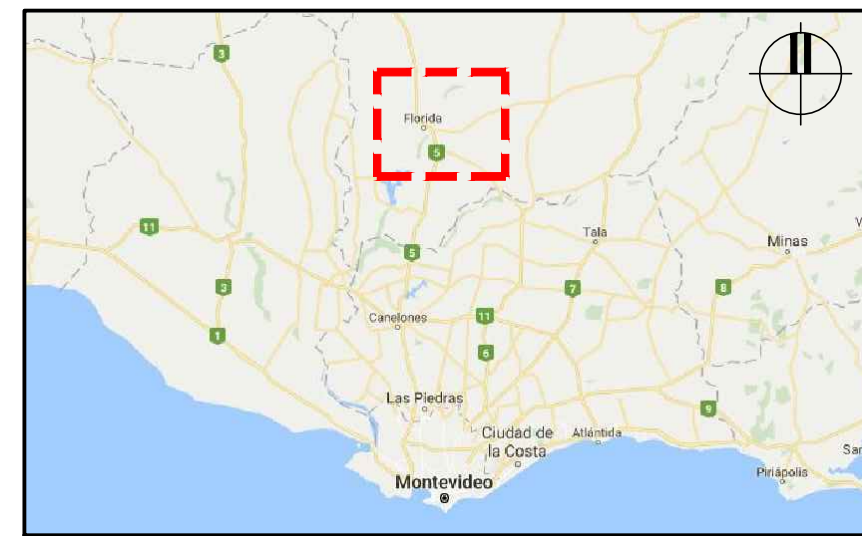 3
Florida
5
11
Tala
Minas
5
3
7
8
Canelones
11
1
6
Las Piedras
9
Ciudad de
la Costa
Atlántida
Piriápolis
Montevideo